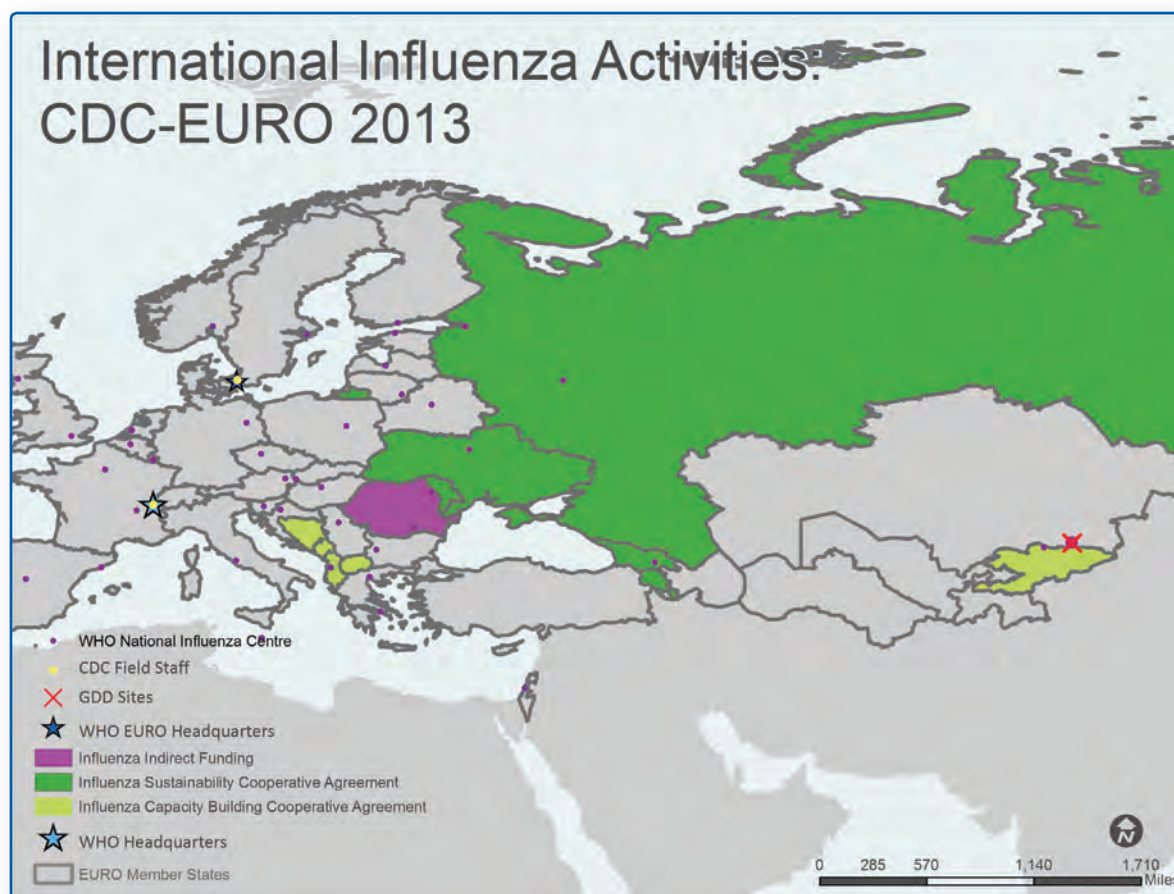 International Influenza Activities:
CDC-EURO 2013
WHO National Influenza Centre
CDC Field Staff
GDD Sites
WHO EURO Headquarters
Influenza Indirect Funding
Influenza Sustainability Cooperative Agreement
Influenza Capacity Building Cooperative Agreement
WHO Headquarters
EURO Member States
N
0 285 570 1,140 1,710
Miles